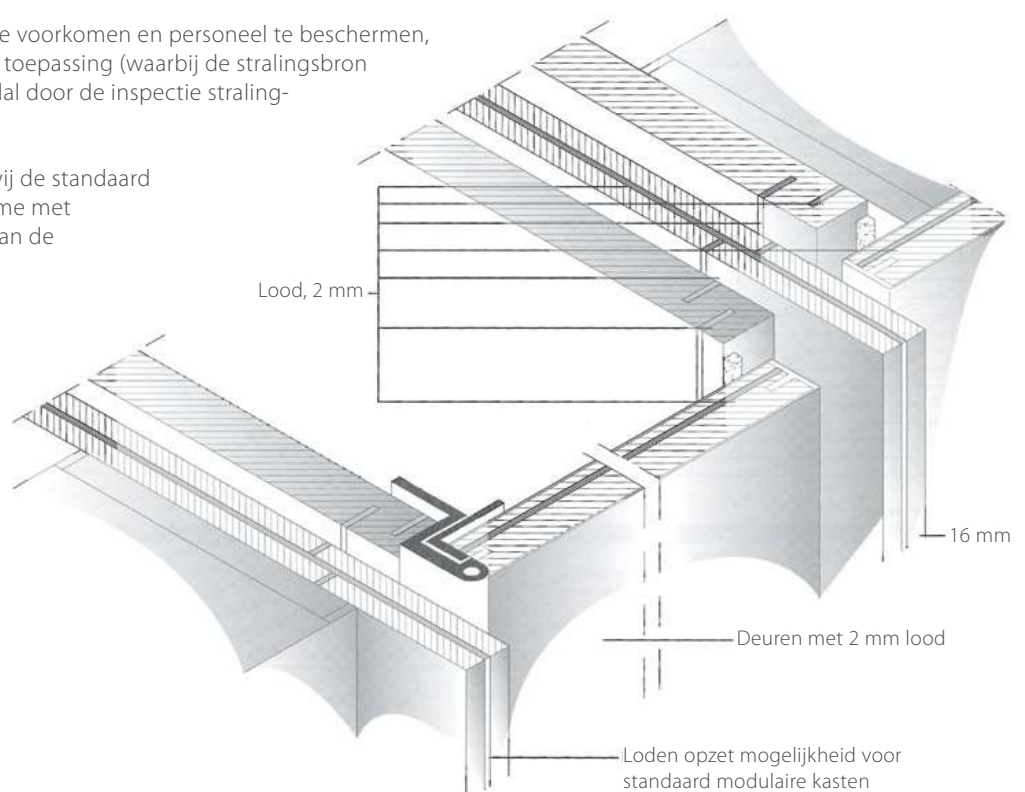 e voorkomen en personeel te beschermen,
toepassing (waarbij de stralingsbron
dal door de inspectie straling-
vij de standaard
me met
an de
Lood, 2 mm
16 mm
Deuren met 2 mm lood
Loden opzet mogelijkheid voor
standaard modulaire kasten